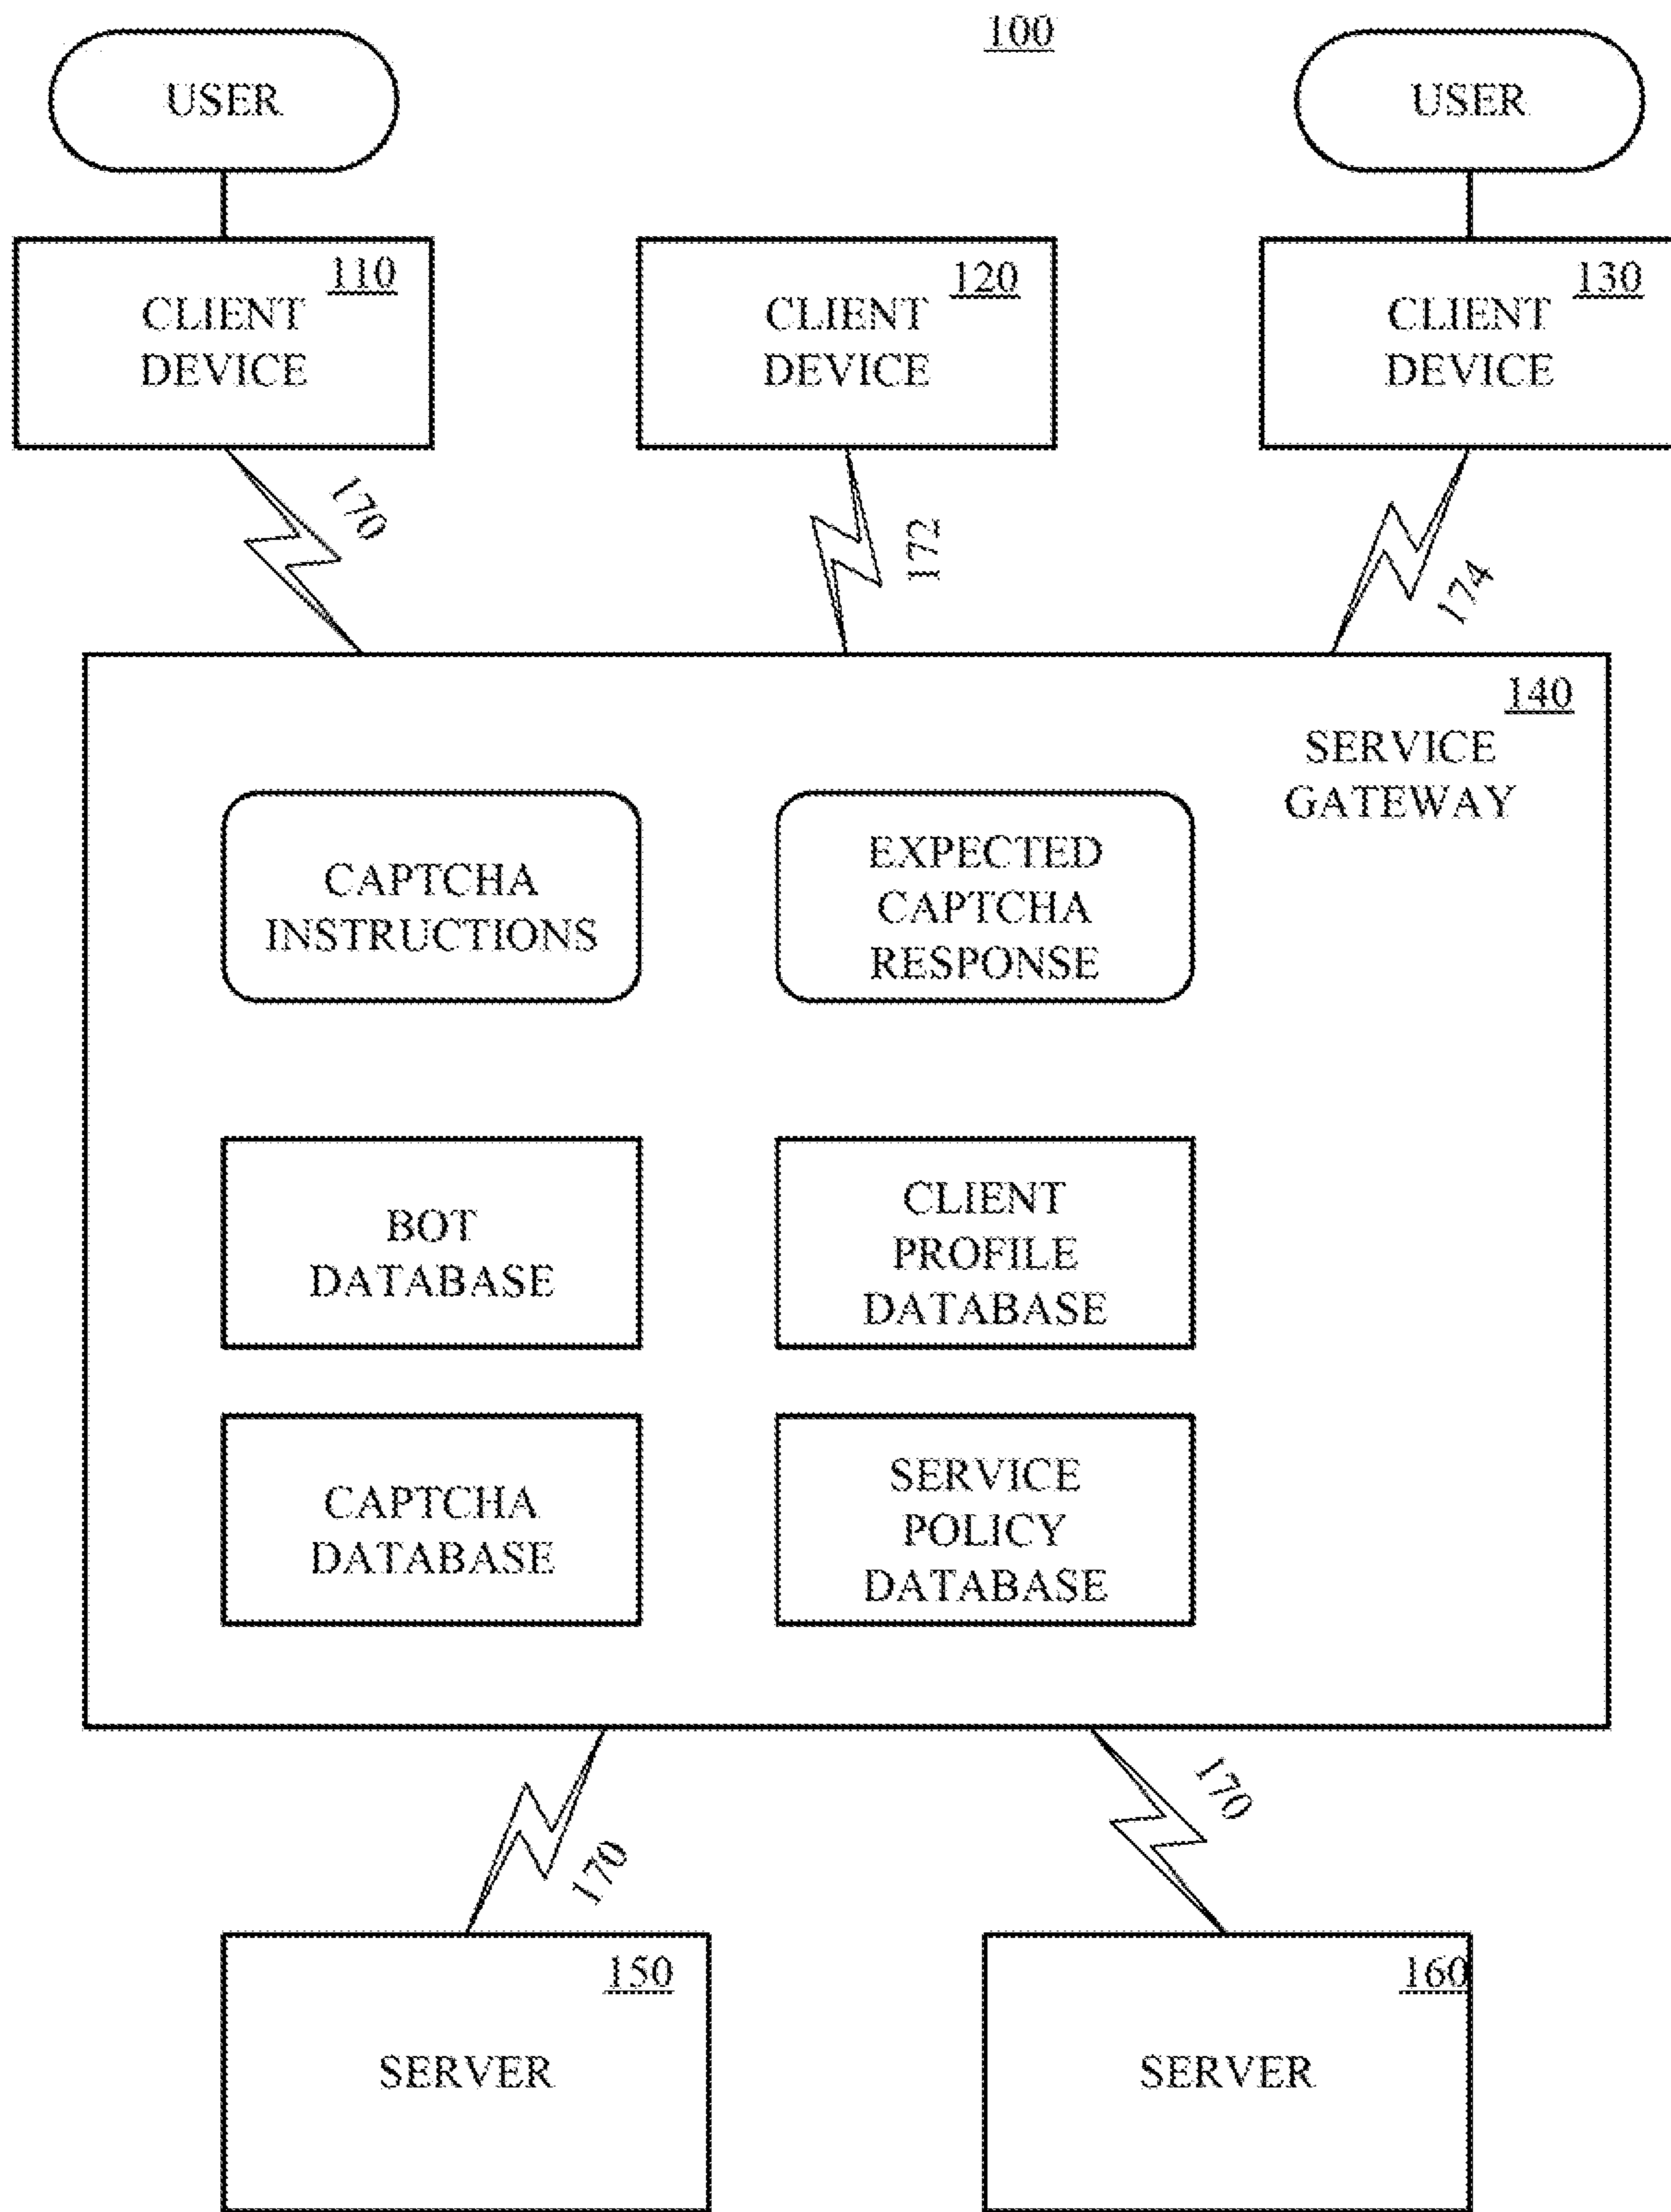 100
USER
USER
110
CLIENT
DEVICE
120
CLIENT
DEVICE
130
CLIENT
DEVICE
170
172
174
140
SERVICE
GATEWAY
CAPTCHA
INSTRUCTIONS
EXPECTED
CAPTCHA
RESPONSE
BOT
DATABASE
CLIENT
PROFILE
DATABASE
CAPTCHA
DATABASE
SERVICE
POLICY
DATABASE
170
170
150
SERVER
160
SERVER